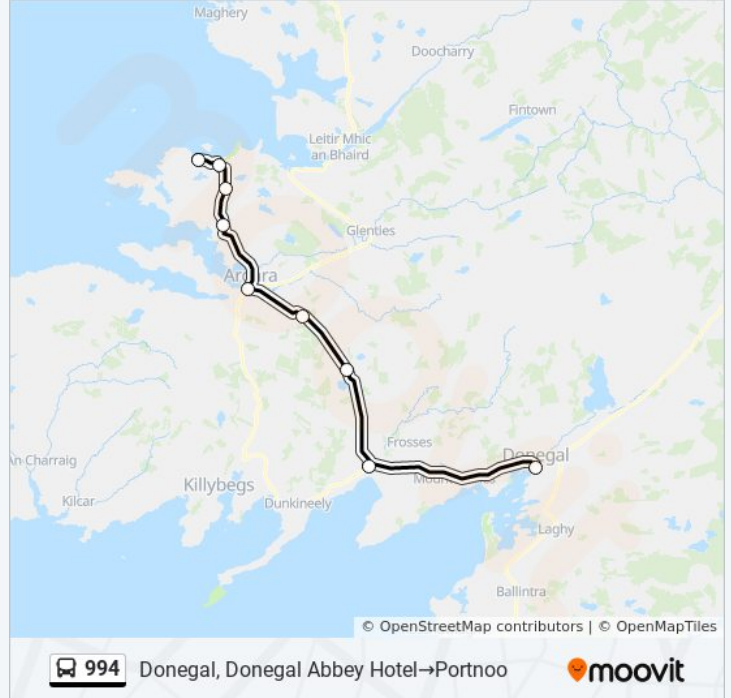 Maghery
Doocharry
Fintown
Leitir Mhic
an Bhaird
Glenties
Ardara
Frosses
Donegal
An Charraig
Killybegs
Kilcar
Dunkineely
Laghy
Ballintra
© OpenStreetMap contributors | © OpenMapTiles
994 Donegal, Donegal Abbey Hotel→Portnoo
moovit